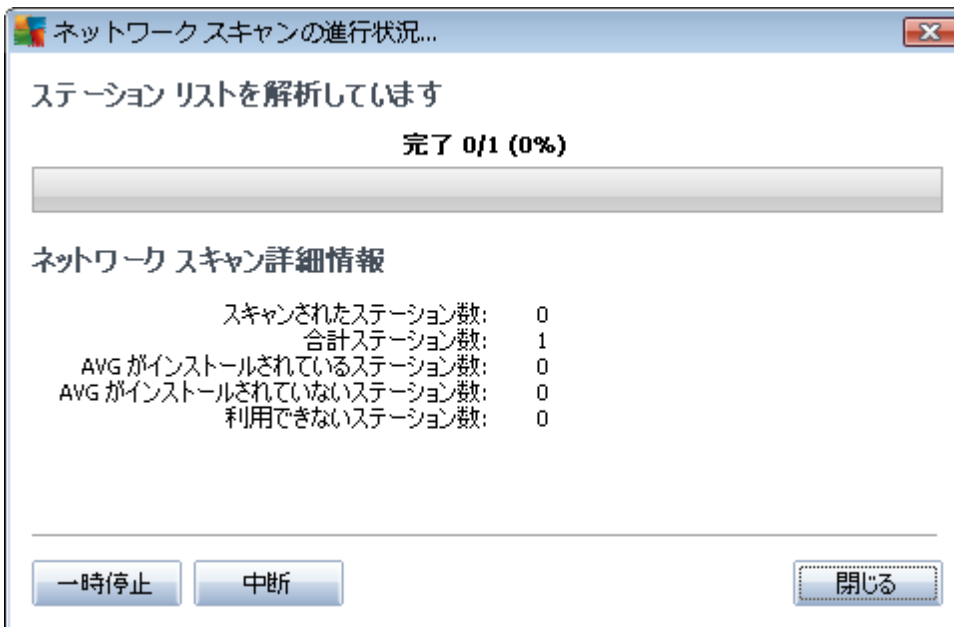 ネットワーク スキャンの進行状況...
ステーション リストを解析しています
完了 0/1 (0%)
ネットワーク スキャン詳細情報
スキャンされたステーション数: 0
合計ステーション数: 1
AVG がインストールされているステーション数: 0
AVG がインストールされていないステーション数: 0
利用できないステーション数: 0
一時停止 中断 閉じる